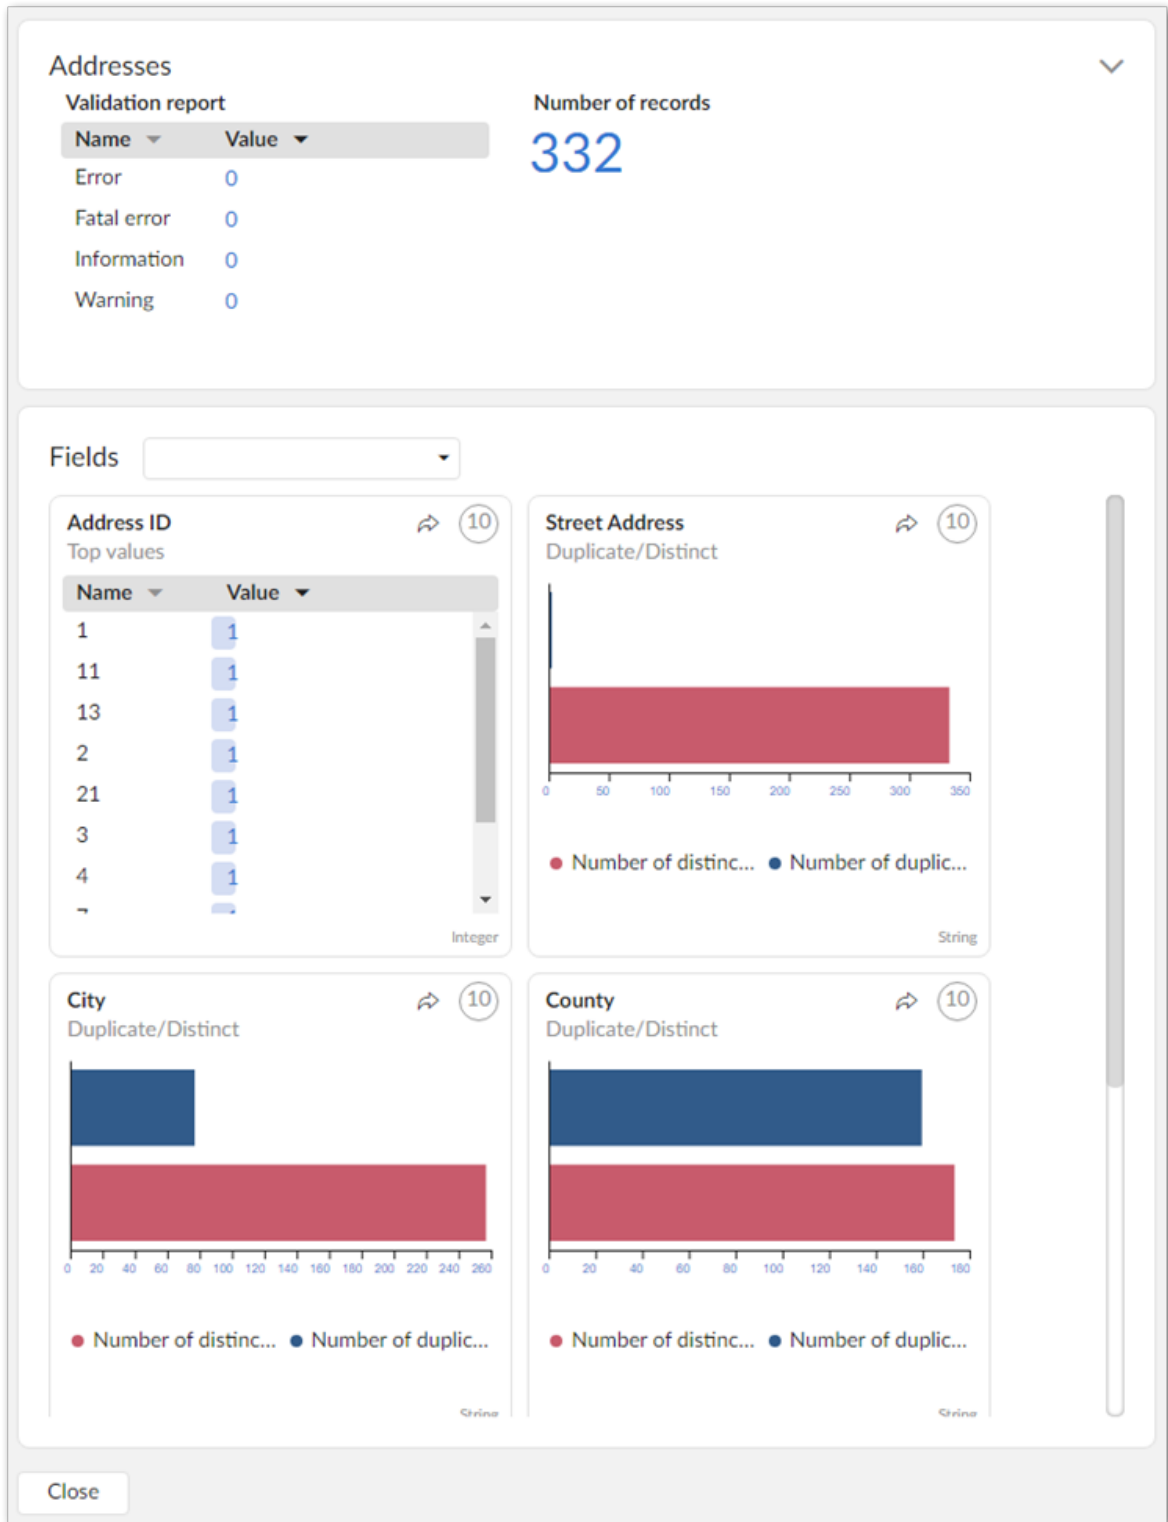 Addresses
Validation report
Number of records
Name Value
332
Error 0
Fatal error 0
Information 0
Warning 0
Fields
Address ID 10
Top values
Name Value
1 1
11 1
13 1
2 1
21 1
3 1
4 1
Integer
Street Address 10
Duplicate/Distinct
0 50 100 150 200 250 300 350
Number of distinc... Number of duplic...
String
City 10
Duplicate/Distinct
0 20 40 60 80 100 120 140 160 180 200 220 240 260
Number of distinc... Number of duplic...
String
County 10
Duplicate/Distinct
0 20 40 60 80 100 120 140 160 180
Number of distinc... Number of duplic...
String
Close